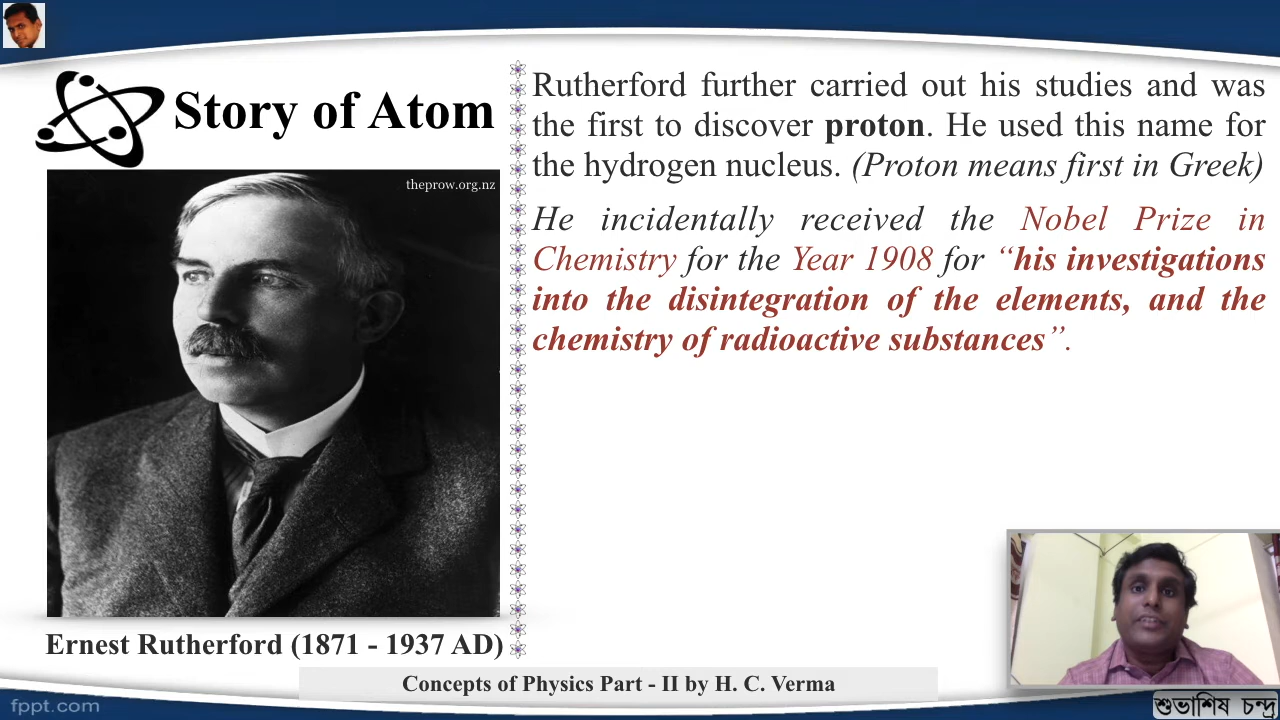 Story of Atom
theprow.org.nz
Ernest Rutherford (1871 - 1937 AD)
Rutherford further carried out his studies and was
the first to discover proton. He used this name for
the hydrogen nucleus. (Proton means first in Greek)
He incidentally received the Nobel Prize in
Chemistry for the Year 1908 for “his investigations
into the disintegration of the elements, and the
chemistry of radioactive substances”.
Concepts of Physics Part - II by H. C. Verma
fppt.com
শুভাশিষ চন্দ্র